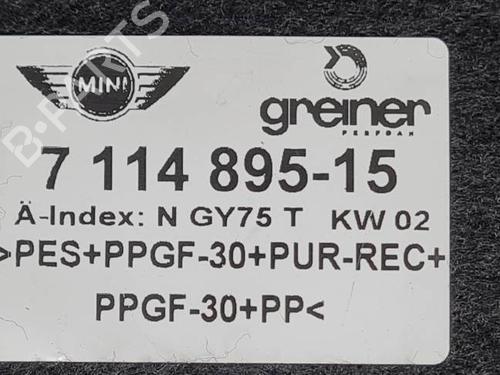 MINI
greiner
PERFOAM
7 114 895-15
Ä-Index: N GY75 T KW 02
>PES+PPGF-30+PUR-REC+
PPGF-30+PP<
B-PARTS